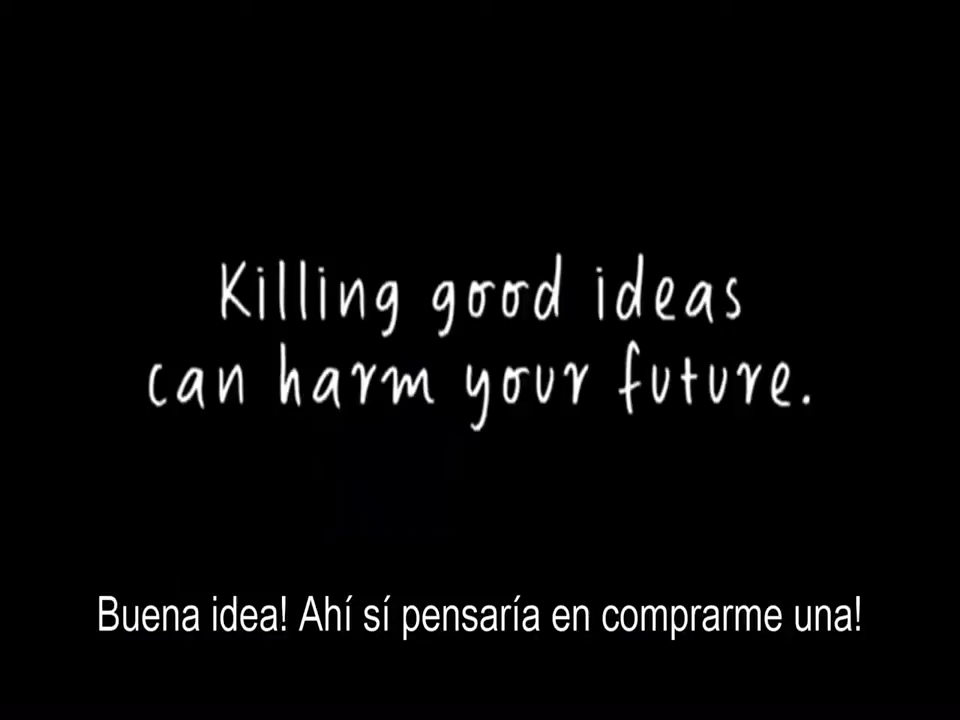 Killing good ideas
can harm your future.
Buena idea! Ahí sí pensaría en comprarme una!